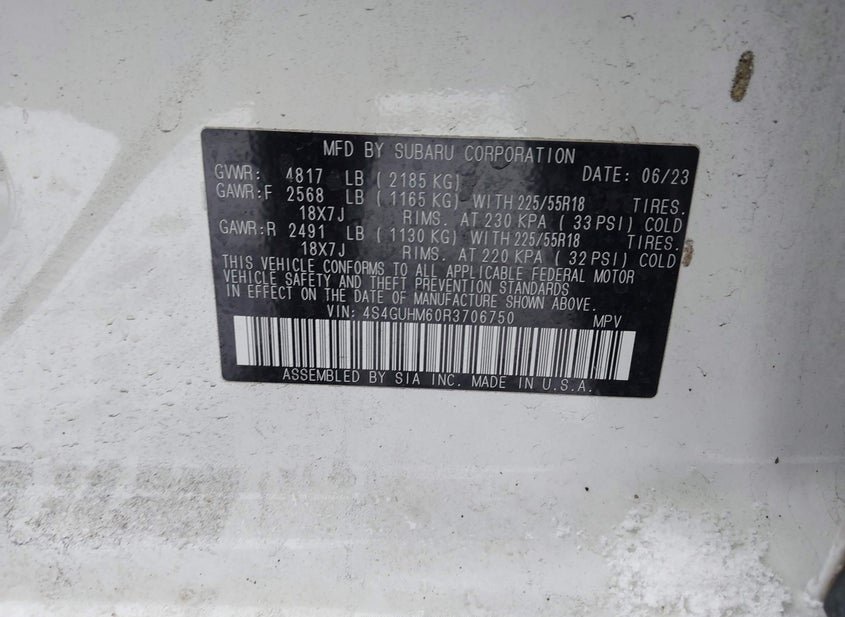 MFD BY SUBARU CORPORATION DATE: 06/23
GVWR: 4817 LB ( 2185 KG)
GAWR:F 2568 LB ( 1165 KG) WITH 225/55R18 TIRES.
18X7J RIMS. AT 230 KPA ( 33 PSI) COLD
GAWR:R 2491 LB ( 1130 KG) WITH 225/55R18 TIRES.
18X7J RIMS. AT 220 KPA ( 32 PSI) COLD
THIS VEHICLE CONFORMS TO ALL APPLICABLE FEDERAL MOTOR
VEHICLE SAFETY AND THEFT PREVENTION STANDARDS
IN EFFECT ON THE DATE OF MANUFACTURE SHOWN ABOVE.
VIN: 4S4GUHM60R3706750 MPV
ASSEMBLED BY SIA INC. MADE IN U.S.A.